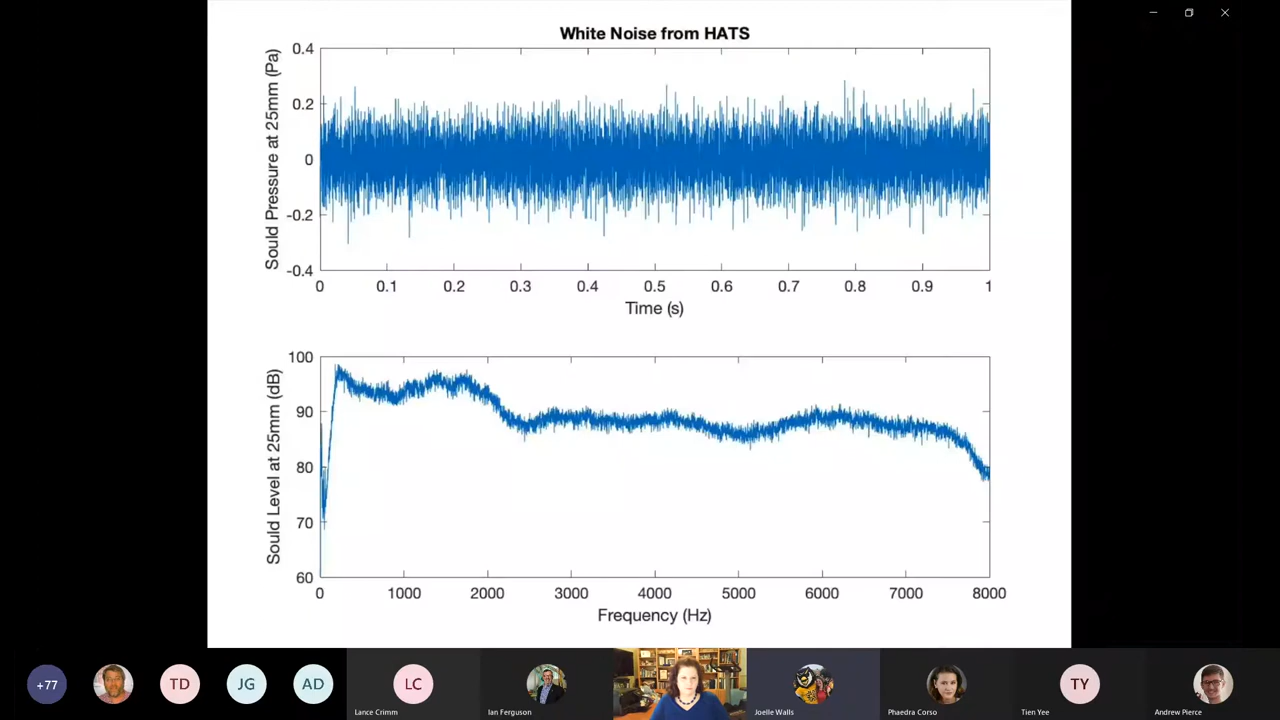 White Noise from HATS
Sould Pressure at 25mm (Pa)
0.4
0.2
0
-0.2
-0.4
0 0.1 0.2 0.3 0.4 0.5 0.6 0.7 0.8 0.9 1
Time (s)
Sould Level at 25mm (dB)
100
90
80
70
60
0 1000 2000 3000 4000 5000 6000 7000 8000
Frequency (Hz)
+77 TD JG AD LC TY
Lance Crimm Ian Ferguson Joelle Walls Phaedra Corso Tien Yee Andrew Pierce